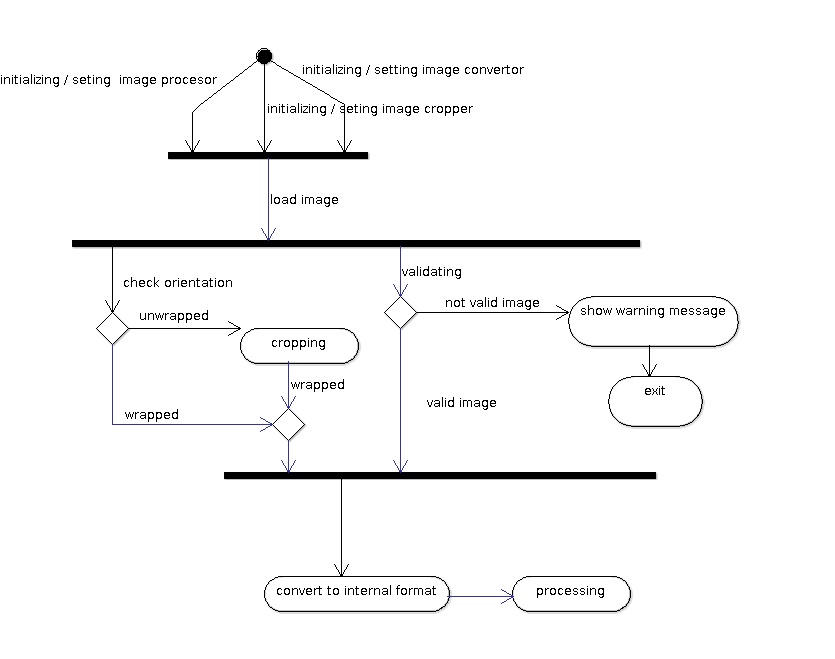 initializing / setting image convertor
initializing / seting  image procesor
initializing / seting image cropper
load image
check orientation
validating
unwrapped
not valid image
show warning message
cropping
wrapped
exit
wrapped
valid image
convert to internal format
processing